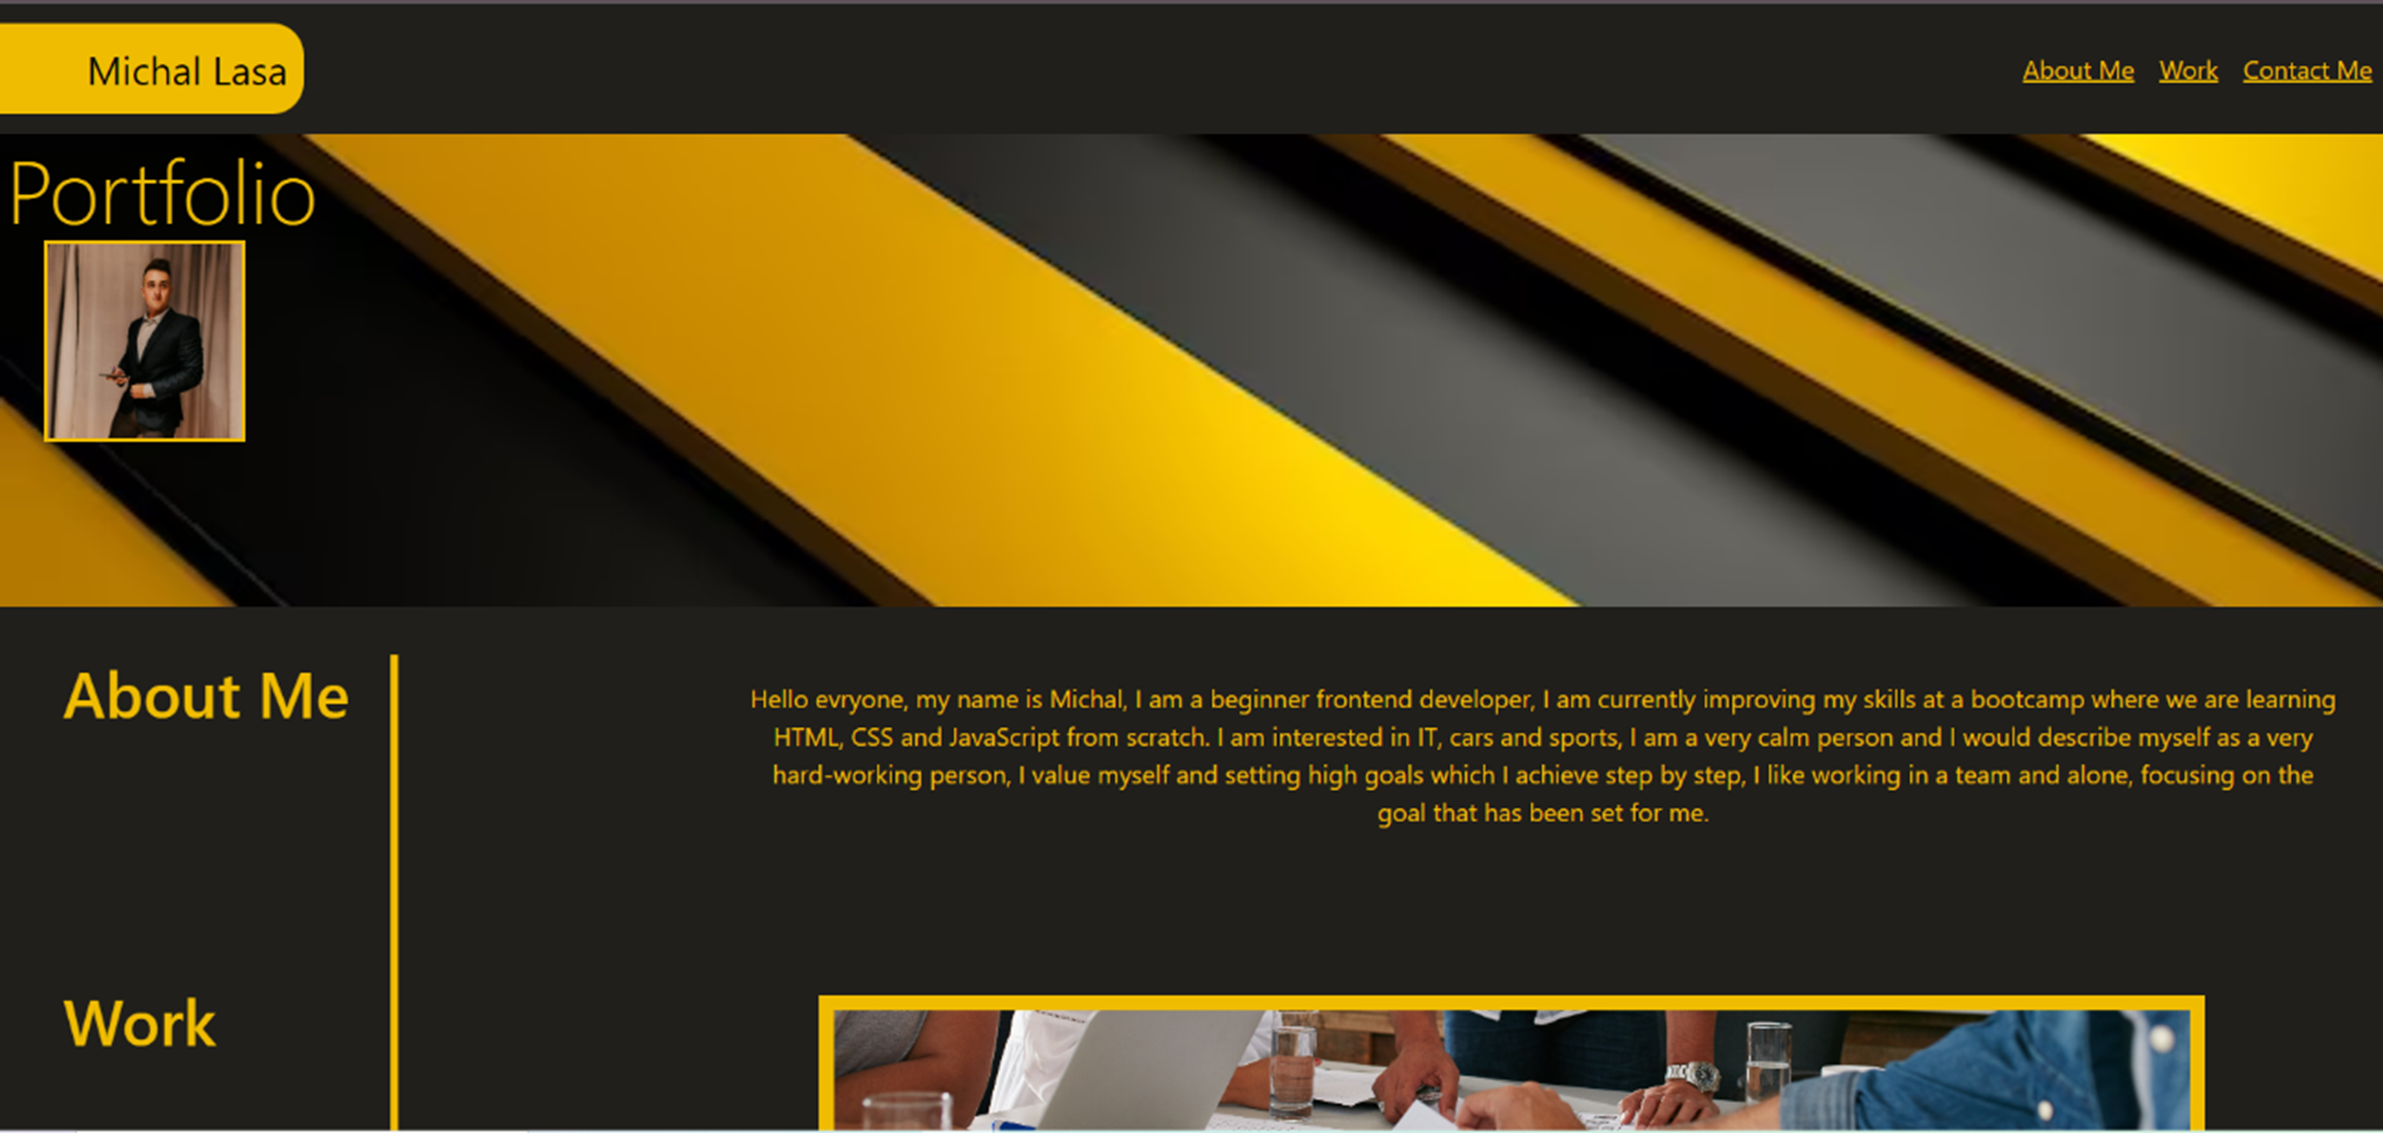 Michal Lasa
About Me Work Contact Me
Portfolio
About Me
Hello evryone, my name is Michal, I am a beginner frontend developer, I am currently improving my skills at a bootcamp where we are learning
HTML, CSS and JavaScript from scratch. I am interested in IT, cars and sports, I am a very calm person and I would describe myself as a very
hard-working person, I value myself and setting high goals which I achieve step by step, I like working in a team and alone, focusing on the
goal that has been set for me.
Work